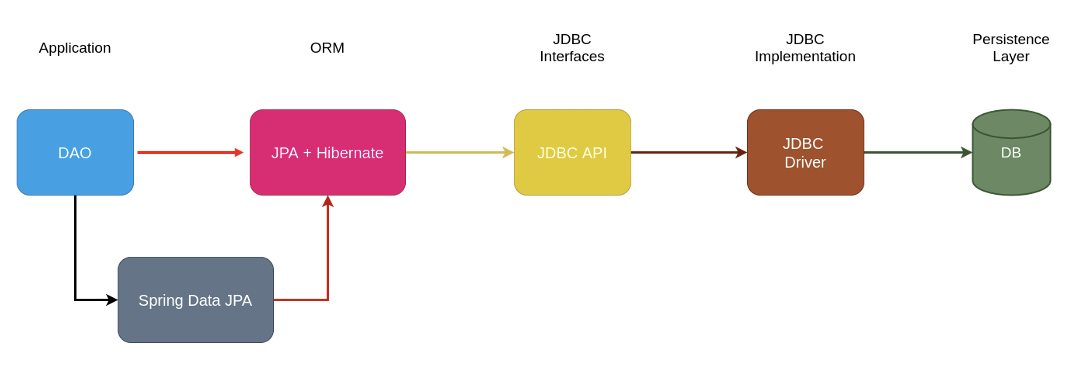 Application
ORM
JDBC
Interfaces
JDBC
Implementation
Persistence
Layer
DAO
JPA + Hibernate
JDBC API
JDBC
Driver
DB
Spring Data JPA